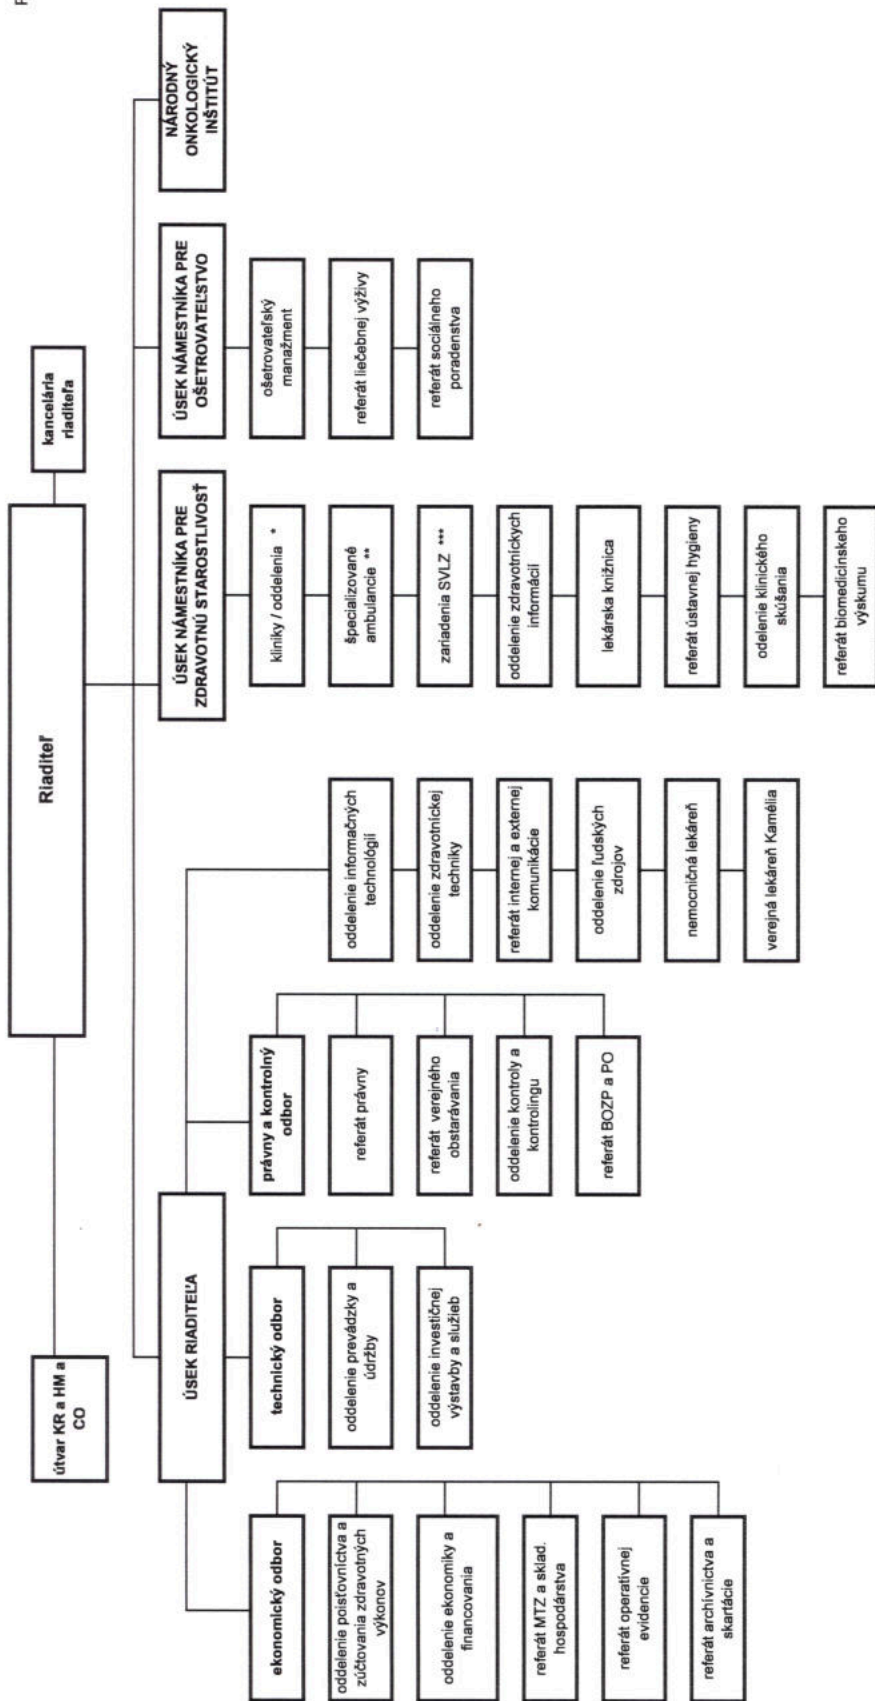 Riaditeľ
útvar KR a HM a
CO
kancelária
riaditeľa
ÚSEK RIADITEĽA
ÚSEK NÁMESTNÍKA PRE
ZDRAVOTNÚ STAROSTLIVOSŤ
ÚSEK NÁMESTNÍKA PRE
OŠETROVATEĽSTVO
NÁRODNÝ
ONKOLOGICKÝ
INŠTITÚT
ekonomický odbor
oddelenie poisťovníctva a
zúčtovania zdravotných
výkonov
oddelenie ekonomiky a
financovania
referát MTZ a sklad.
hospodárstva
referát operatívnej
evidencie
referát archívnictva a
skartácie
technický odbor
oddelenie prevádzky a
údržby
oddelenie investičnej
výstavby a služieb
právny a kontrolný
odbor
referát právny
referát verejného
obstarávania
oddelenie kontroly a
kontrolingu
referát BOZP a PO
oddelenie informačných
technológií
oddelenie zdravotníckej
techniky
referát internej a externej
komunikácie
oddelenie ľudských
zdrojov
nemocničná lekáreň
verejná lekáreň Kamélia
kliniky / oddelenia *
špecializované
ambulancie **
zariadenia SVLZ ***
oddelenie zdravotníckych
informácií
lekárska knižnica
referát ústavnej hygieny
odelenie klinického
skúšania
referát biomedicínskeho
výskumu
ošetrovateľský
manažment
referát liečebnej výživy
referát sociálneho
poradenstva